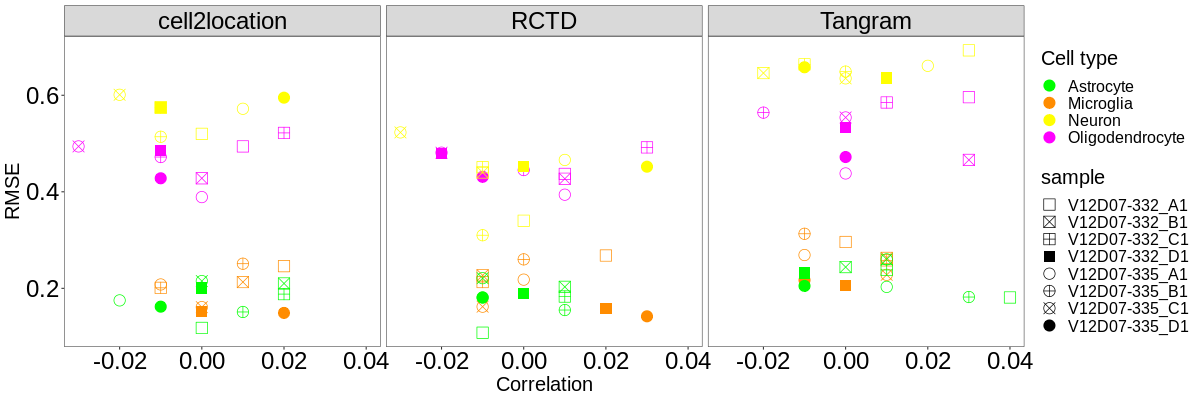 cell2location RCTD Tangram
RMSE
0.6
0.4
0.2
-0.02 0.00 0.02 0.04 -0.02 0.00 0.02 0.04 -0.02 0.00 0.02 0.04
Correlation
Cell type
Astrocyte
Microglia
Neuron
Oligodendrocyte
sample
V12D07-332_A1
V12D07-332_B1
V12D07-332_C1
V12D07-332_D1
V12D07-335_A1
V12D07-335_B1
V12D07-335_C1
V12D07-335_D1